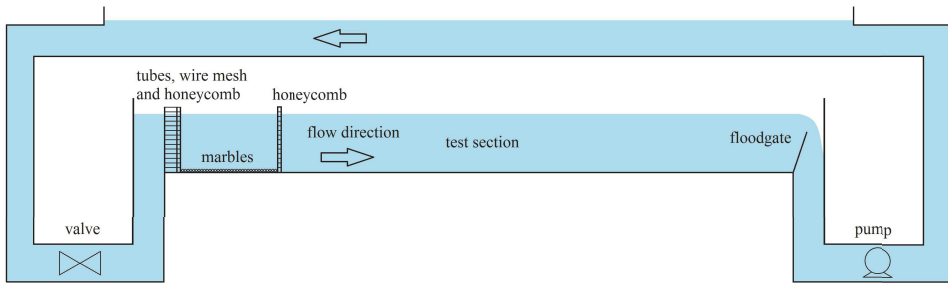 tubes, wire mesh
and honeycomb
honeycomb
flow direction
test section
floodgate
marbles
valve
pump